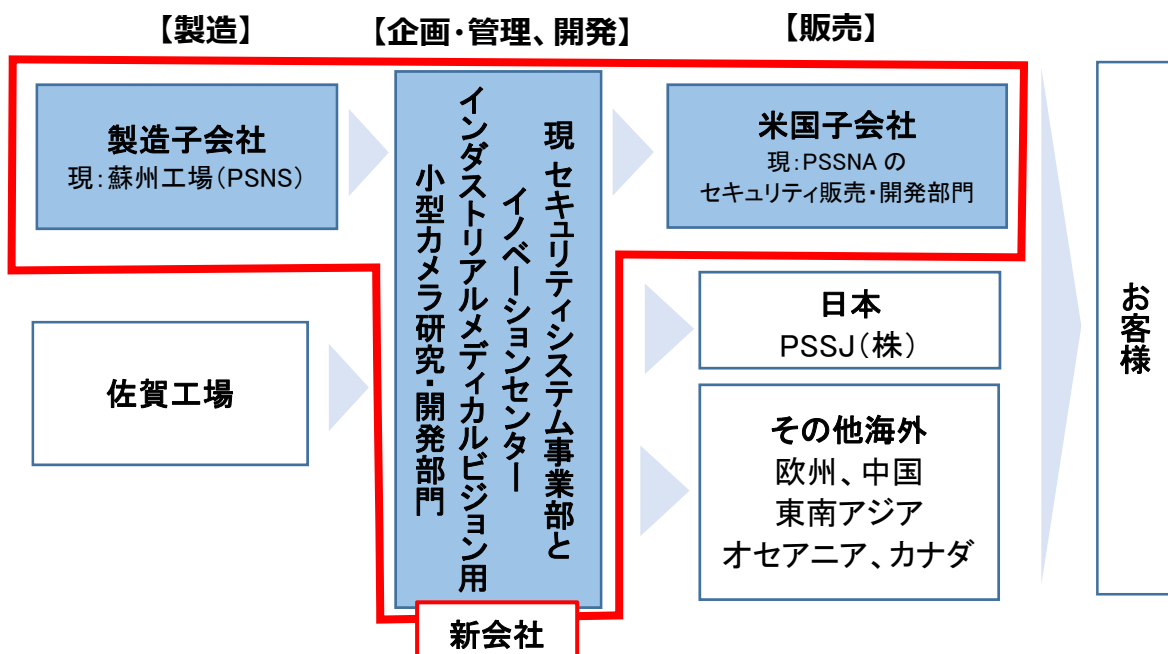 【製造】
【企画・管理、開発】
【販売】
製造子会社
現：蘇州工場（PSNS）
佐賀工場
現 セキュリティシステム事業部と
イノベーションセンター
インダストリアルメディカルビジョン用
小型カメラ研究・開発部門
新会社
米国子会社
現：PSSNA の
セキュリティ販売・開発部門
日本
PSSJ（株）
その他海外
欧州、中国
東南アジア
オセアニア、カナダ
お客様